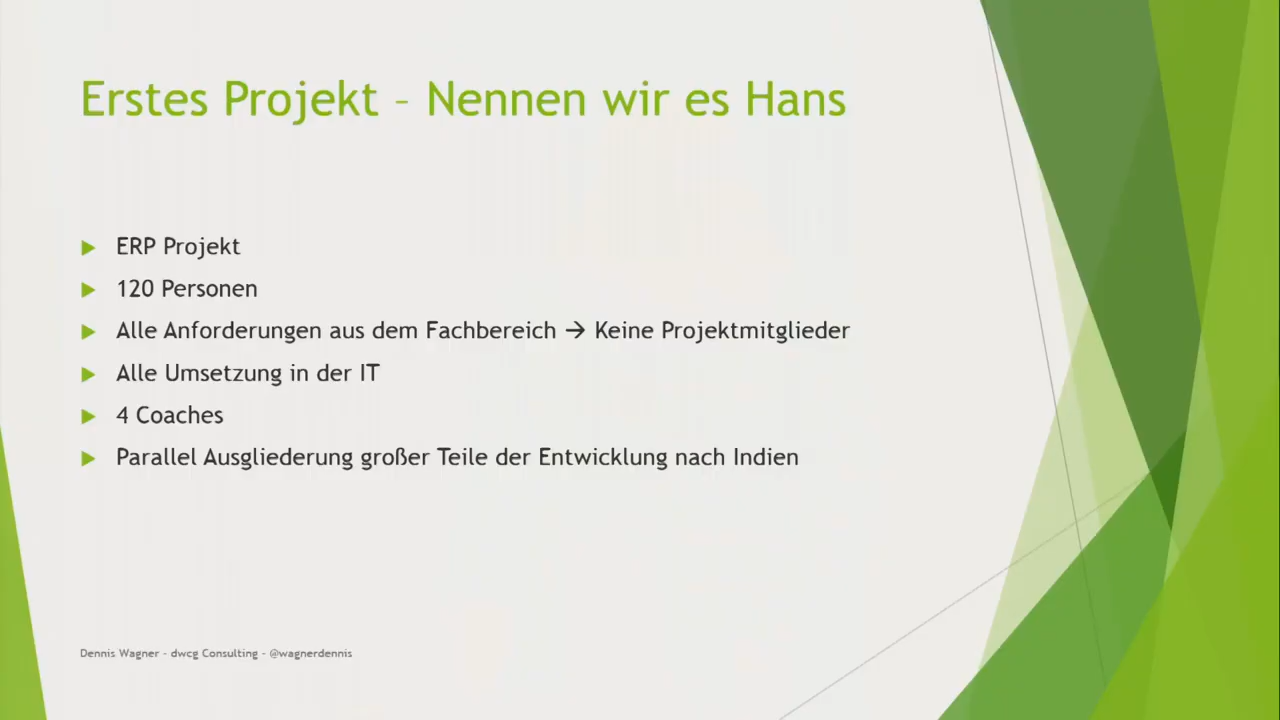 Erstes Projekt – Nennen wir es Hans
ERP Projekt
120 Personen
Alle Anforderungen aus dem Fachbereich → Keine Projektmitglieder
Alle Umsetzung in der IT
4 Coaches
Parallel Ausgliederung großer Teile der Entwicklung nach Indien
Dennis Wagner - dwcg Consulting - @wagnerdennis